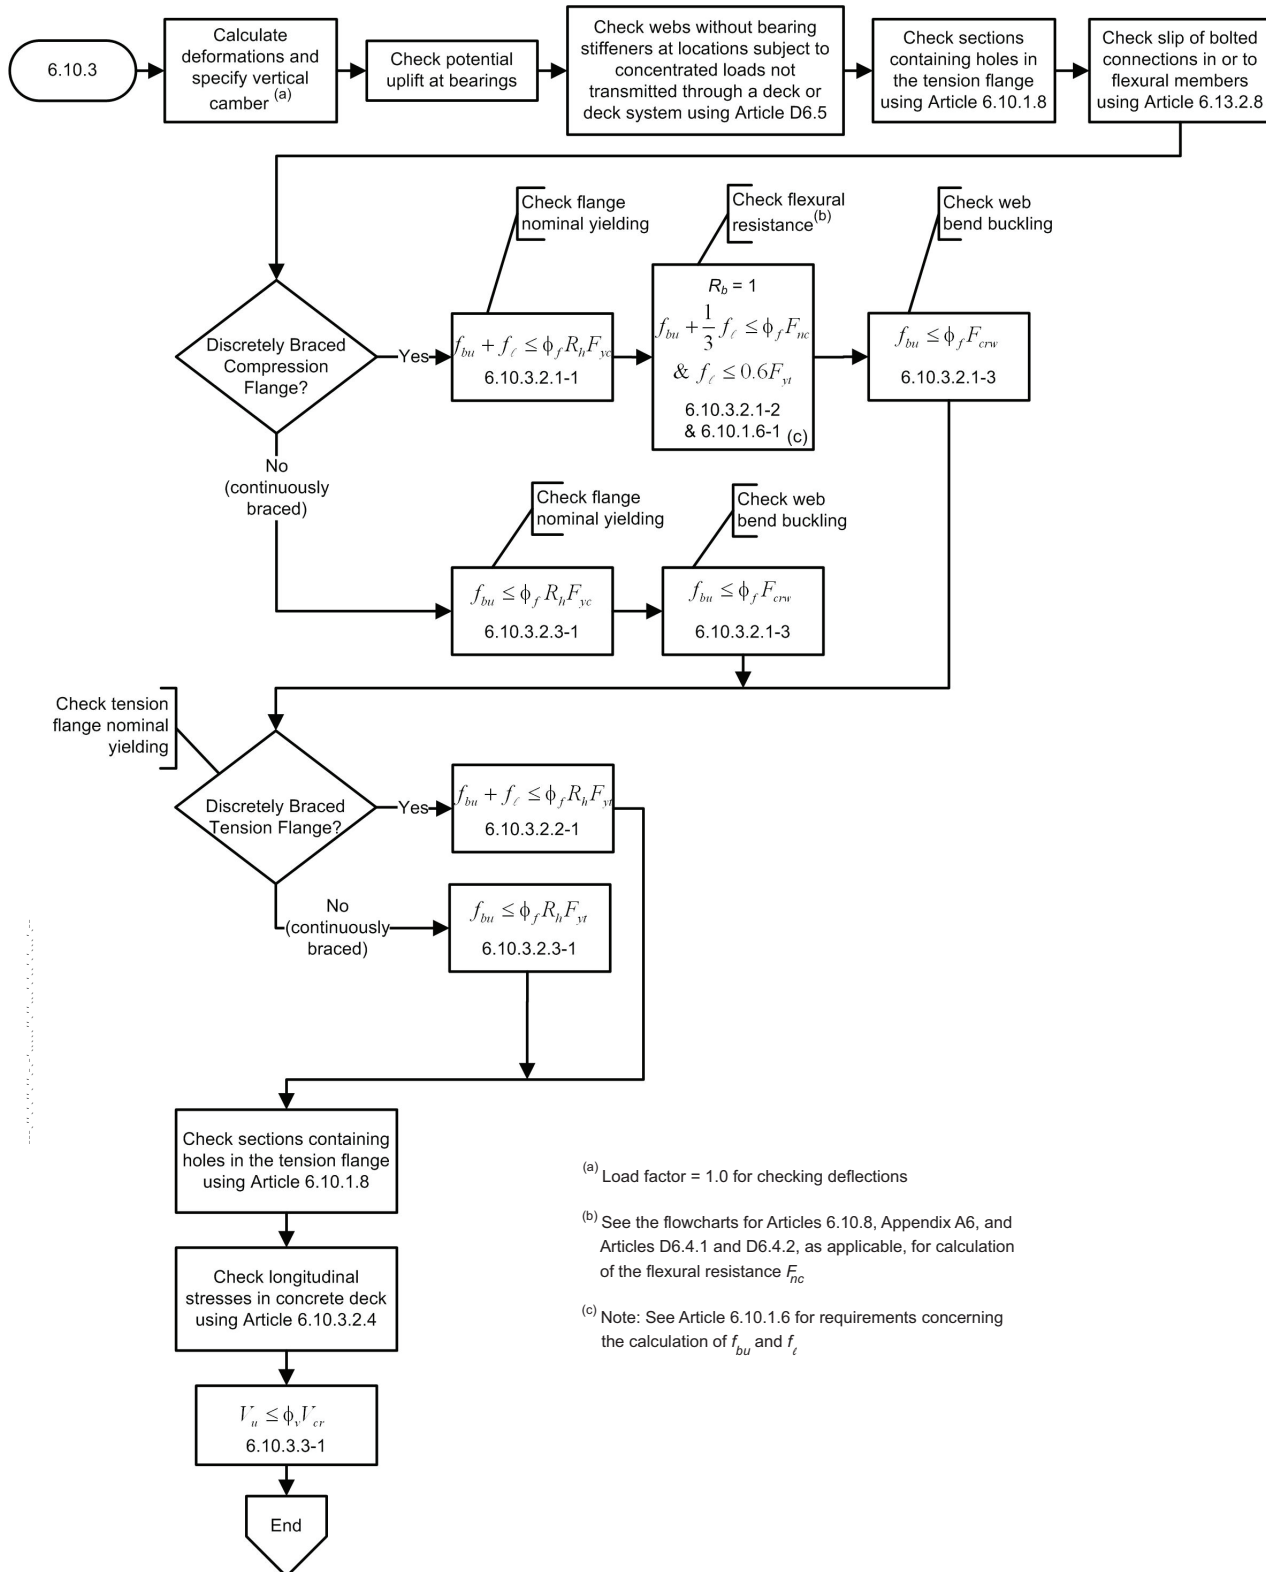 6.10.3
Calculate
deformations and
specify vertical
camber (a)
Check potential
uplift at bearings
Check webs without bearing
stiffeners at locations subject to
concentrated loads not
transmitted through a deck or
deck system using Article D6.5
Check sections
containing holes in
the tension flange
using Article 6.10.1.8
Check slip of bolted
connections in or to
flexural members
using Article 6.13.2.8
Check flange
nominal yielding
Check flexural
resistance(b)
Check web
bend buckling
Discretely Braced
Compression
Flange?
Yes
f_bu + f_ℓ ≤ ϕ_f R_h F_yc
6.10.3.2.1-1
R_b = 1
f_bu + 1/3 f_ℓ ≤ ϕ_f F_nc
& f_ℓ ≤ 0.6F_yt
6.10.3.2.1-2
& 6.10.1.6-1 (c)
f_bu ≤ ϕ_f F_crw
6.10.3.2.1-3
No
(continuously
braced)
Check flange
nominal yielding
Check web
bend buckling
f_bu ≤ ϕ_f R_h F_yc
6.10.3.2.3-1
f_bu ≤ ϕ_f F_crw
6.10.3.2.1-3
Check tension
flange nominal
yielding
Discretely Braced
Tension Flange?
Yes
f_bu + f_ℓ ≤ ϕ_f R_h F_yt
6.10.3.2.2-1
No
(continuously
braced)
f_bu ≤ ϕ_f R_h F_yt
6.10.3.2.3-1
Check sections containing
holes in the tension flange
using Article 6.10.1.8
Check longitudinal
stresses in concrete deck
using Article 6.10.3.2.4
V_u ≤ ϕ_v V_cr
6.10.3.3-1
End
(a) Load factor = 1.0 for checking deflections
(b) See the flowcharts for Articles 6.10.8, Appendix A6, and
Articles D6.4.1 and D6.4.2, as applicable, for calculation
of the flexural resistance F_nc
(c) Note: See Article 6.10.1.6 for requirements concerning
the calculation of f_bu and f_ℓ